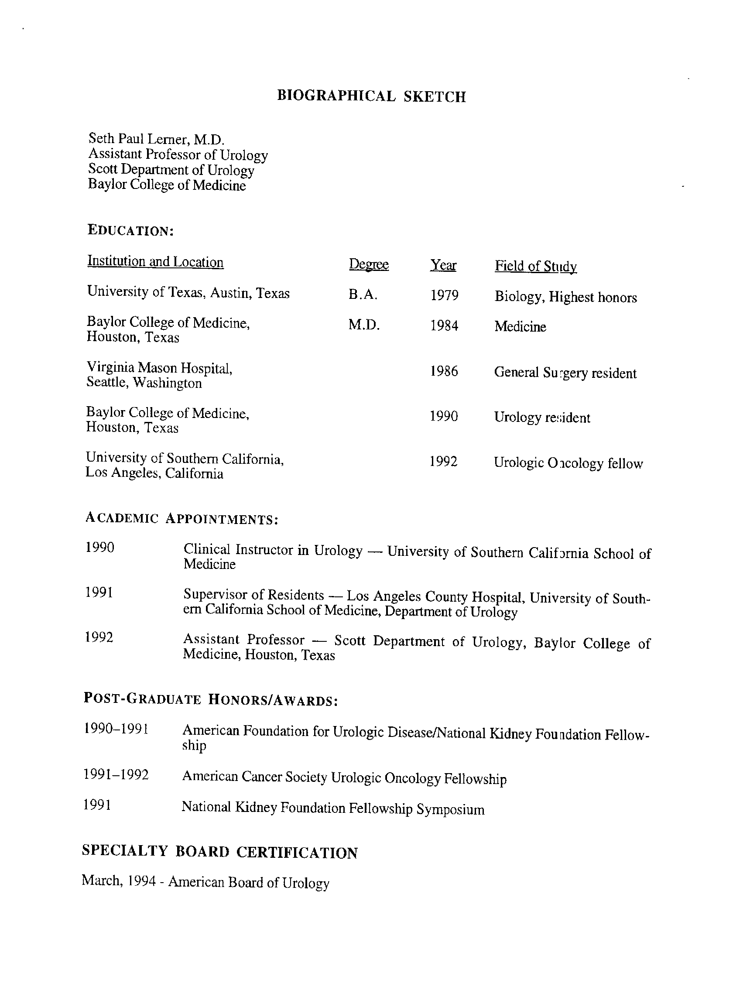 BIOGRAPHICAL SKETCH
Seth Paul Lerner, M.D.
Assistant Professor of Urology
Scott Department of Urology
Baylor College of Medicine
EDUCATION:
Institution and Location Degree Year Field of Study
University of Texas, Austin, Texas B.A. 1979 Biology, Highest honors
Baylor College of Medicine, M.D. 1984 Medicine
Houston, Texas
Virginia Mason Hospital, 1986 General Surgery resident
Seattle, Washington
Baylor College of Medicine, 1990 Urology resident
Houston, Texas
University of Southern California, 1992 Urologic Oncology fellow
Los Angeles, California
ACADEMIC APPOINTMENTS:
1990 Clinical Instructor in Urology — University of Southern California School of
Medicine
1991 Supervisor of Residents — Los Angeles County Hospital, University of South-
ern California School of Medicine, Department of Urology
1992 Assistant Professor — Scott Department of Urology, Baylor College of
Medicine, Houston, Texas
POST-GRADUATE HONORS/AWARDS:
1990–1991 American Foundation for Urologic Disease/National Kidney Foundation Fellow-
ship
1991–1992 American Cancer Society Urologic Oncology Fellowship
1991 National Kidney Foundation Fellowship Symposium
SPECIALTY BOARD CERTIFICATION
March, 1994 - American Board of Urology